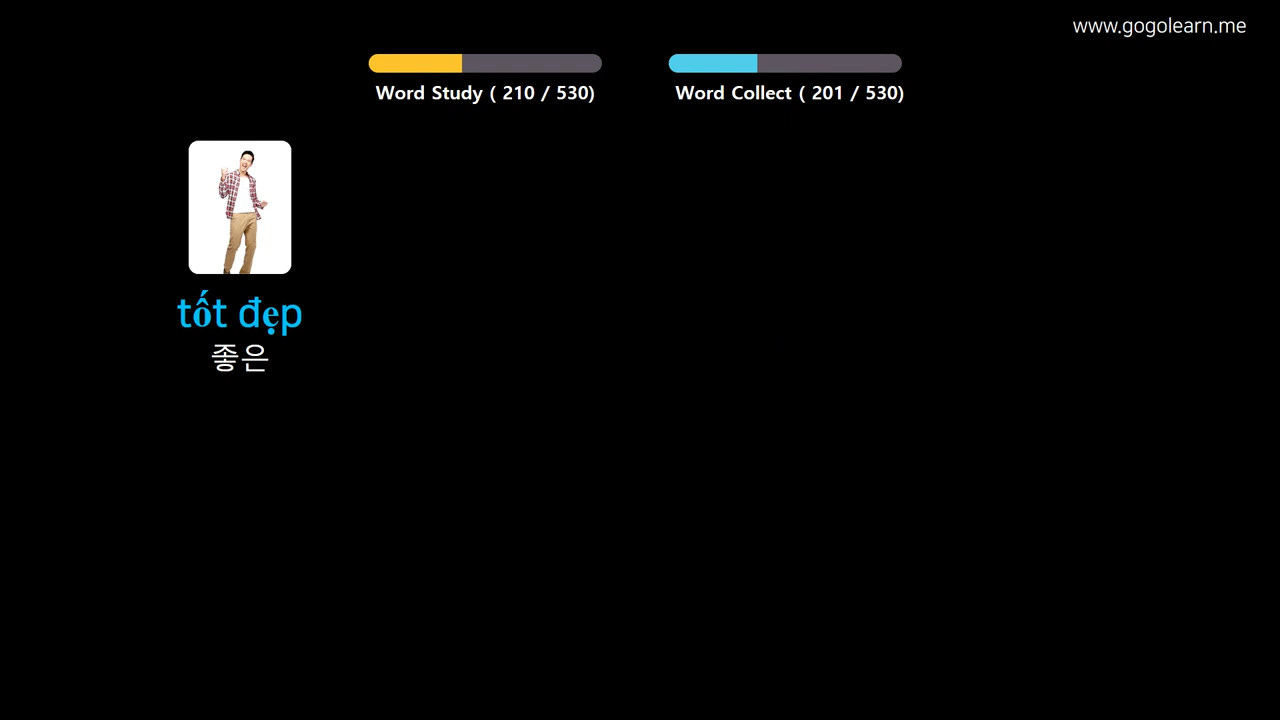 www.gogolearn.me
Word Study ( 210 / 530)
Word Collect ( 201 / 530)
tốt đẹp
좋은